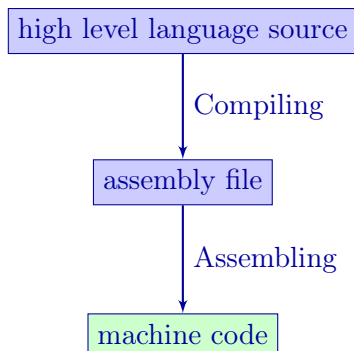 high level language source
Compiling
assembly file
Assembling
machine code